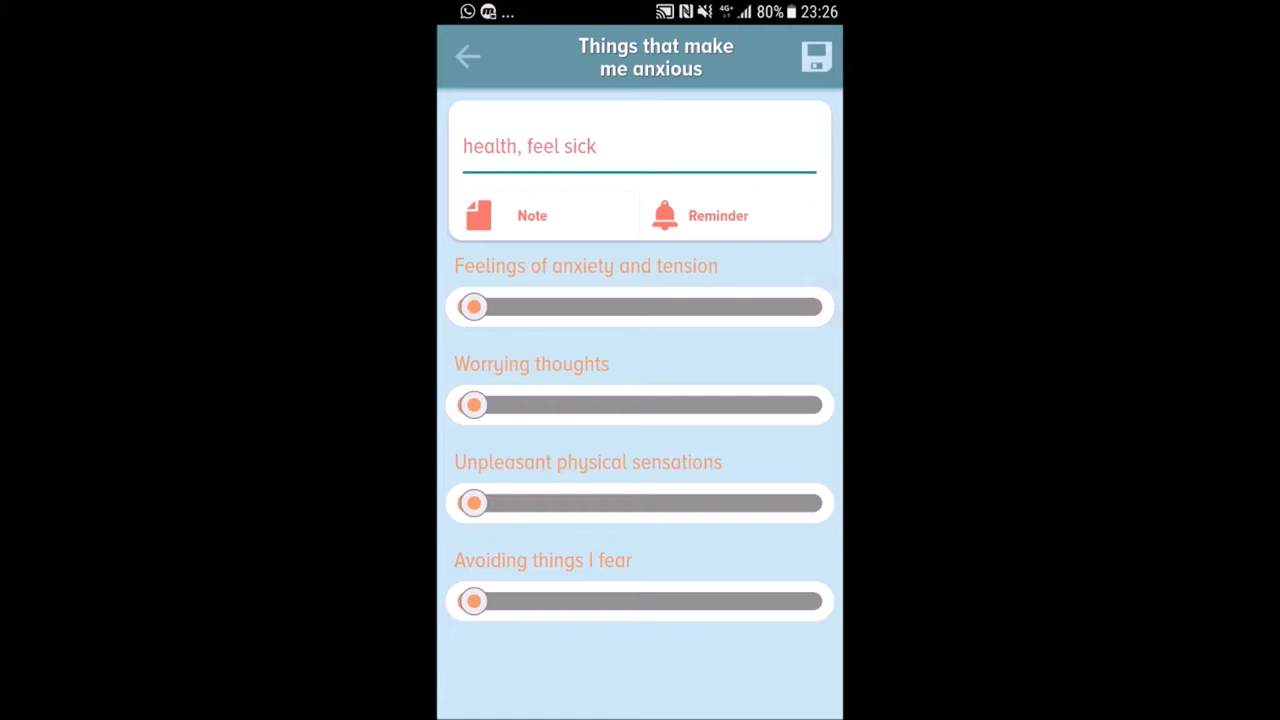 ... 4G+ 80% 23:26
Things that make
me anxious
health, feel sick
Note Reminder
Feelings of anxiety and tension
Worrying thoughts
Unpleasant physical sensations
Avoiding things I fear